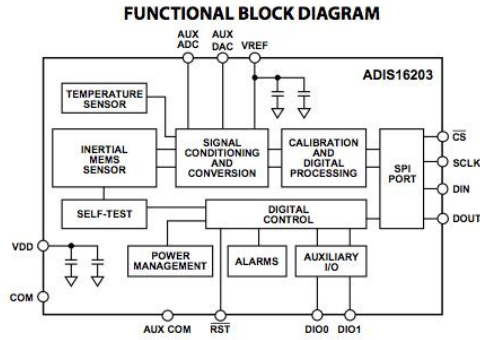 FUNCTIONAL BLOCK DIAGRAM
AUX
ADC
AUX
DAC
VREF
ADIS16203
TEMPERATURE
SENSOR
INERTIAL
MEMS
SENSOR
SIGNAL
CONDITIONING
AND
CONVERSION
CALIBRATION
AND
DIGITAL
PROCESSING
SPI
PORT
CS
SCLK
DIN
DOUT
SELF-TEST
DIGITAL
CONTROL
VDD
POWER
MANAGEMENT
ALARMS
AUXILIARY
I/O
COM
AUX COM
RST
DIO0
DIO1